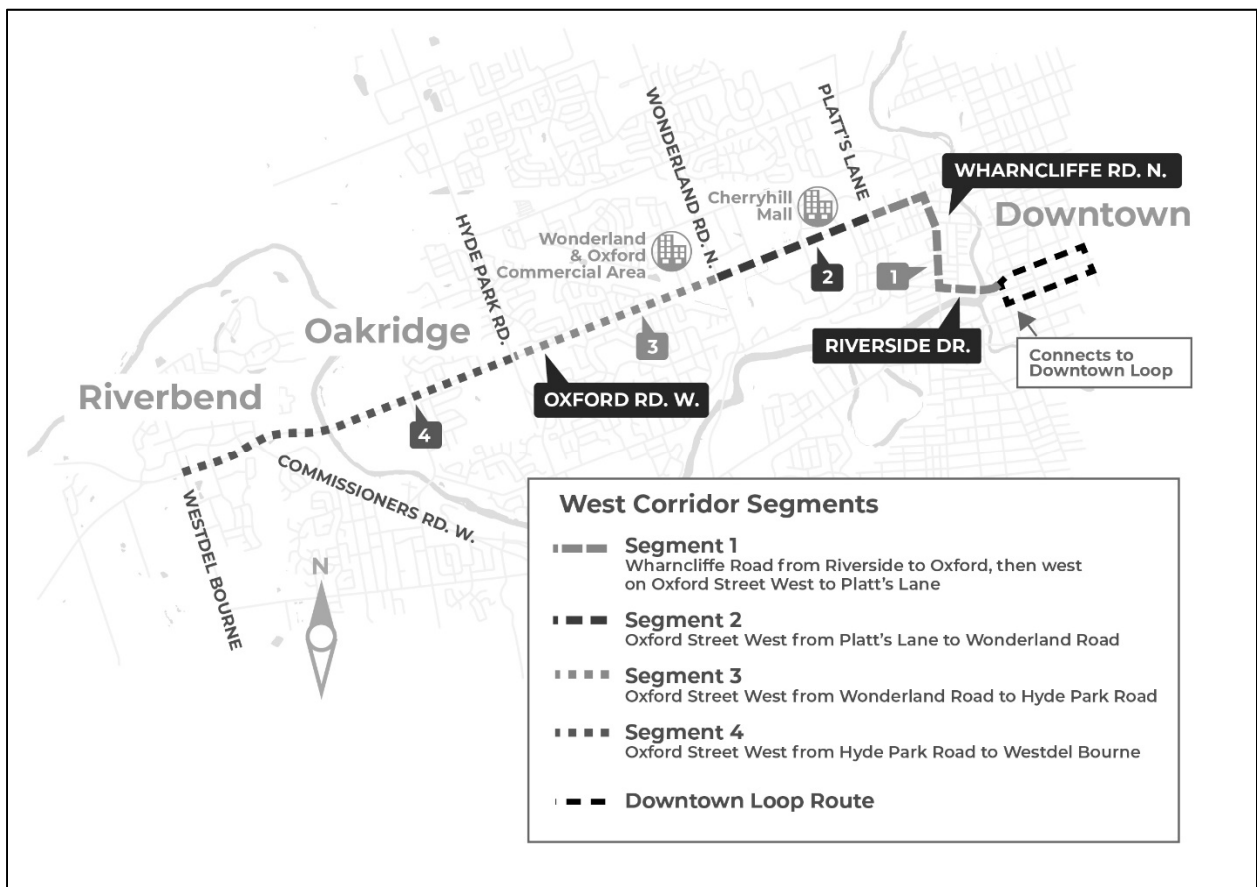 PLATT'S LANE
WONDERLAND RD. N.
WHARNCLIFFE RD. N.
Cherryhill
Mall
Downtown
HYDE PARK RD.
Wonderland
& Oxford
Commercial Area
2
1
Oakridge
3
RIVERSIDE DR.
Connects to
Downtown Loop
Riverbend
OXFORD RD. W.
4
COMMISSIONERS RD. W.
WESTDEL BOURNE
N
West Corridor Segments
Segment 1
Wharncliffe Road from Riverside to Oxford, then west
on Oxford Street West to Platt's Lane
Segment 2
Oxford Street West from Platt's Lane to Wonderland Road
Segment 3
Oxford Street West from Wonderland Road to Hyde Park Road
Segment 4
Oxford Street West from Hyde Park Road to Westdel Bourne
Downtown Loop Route